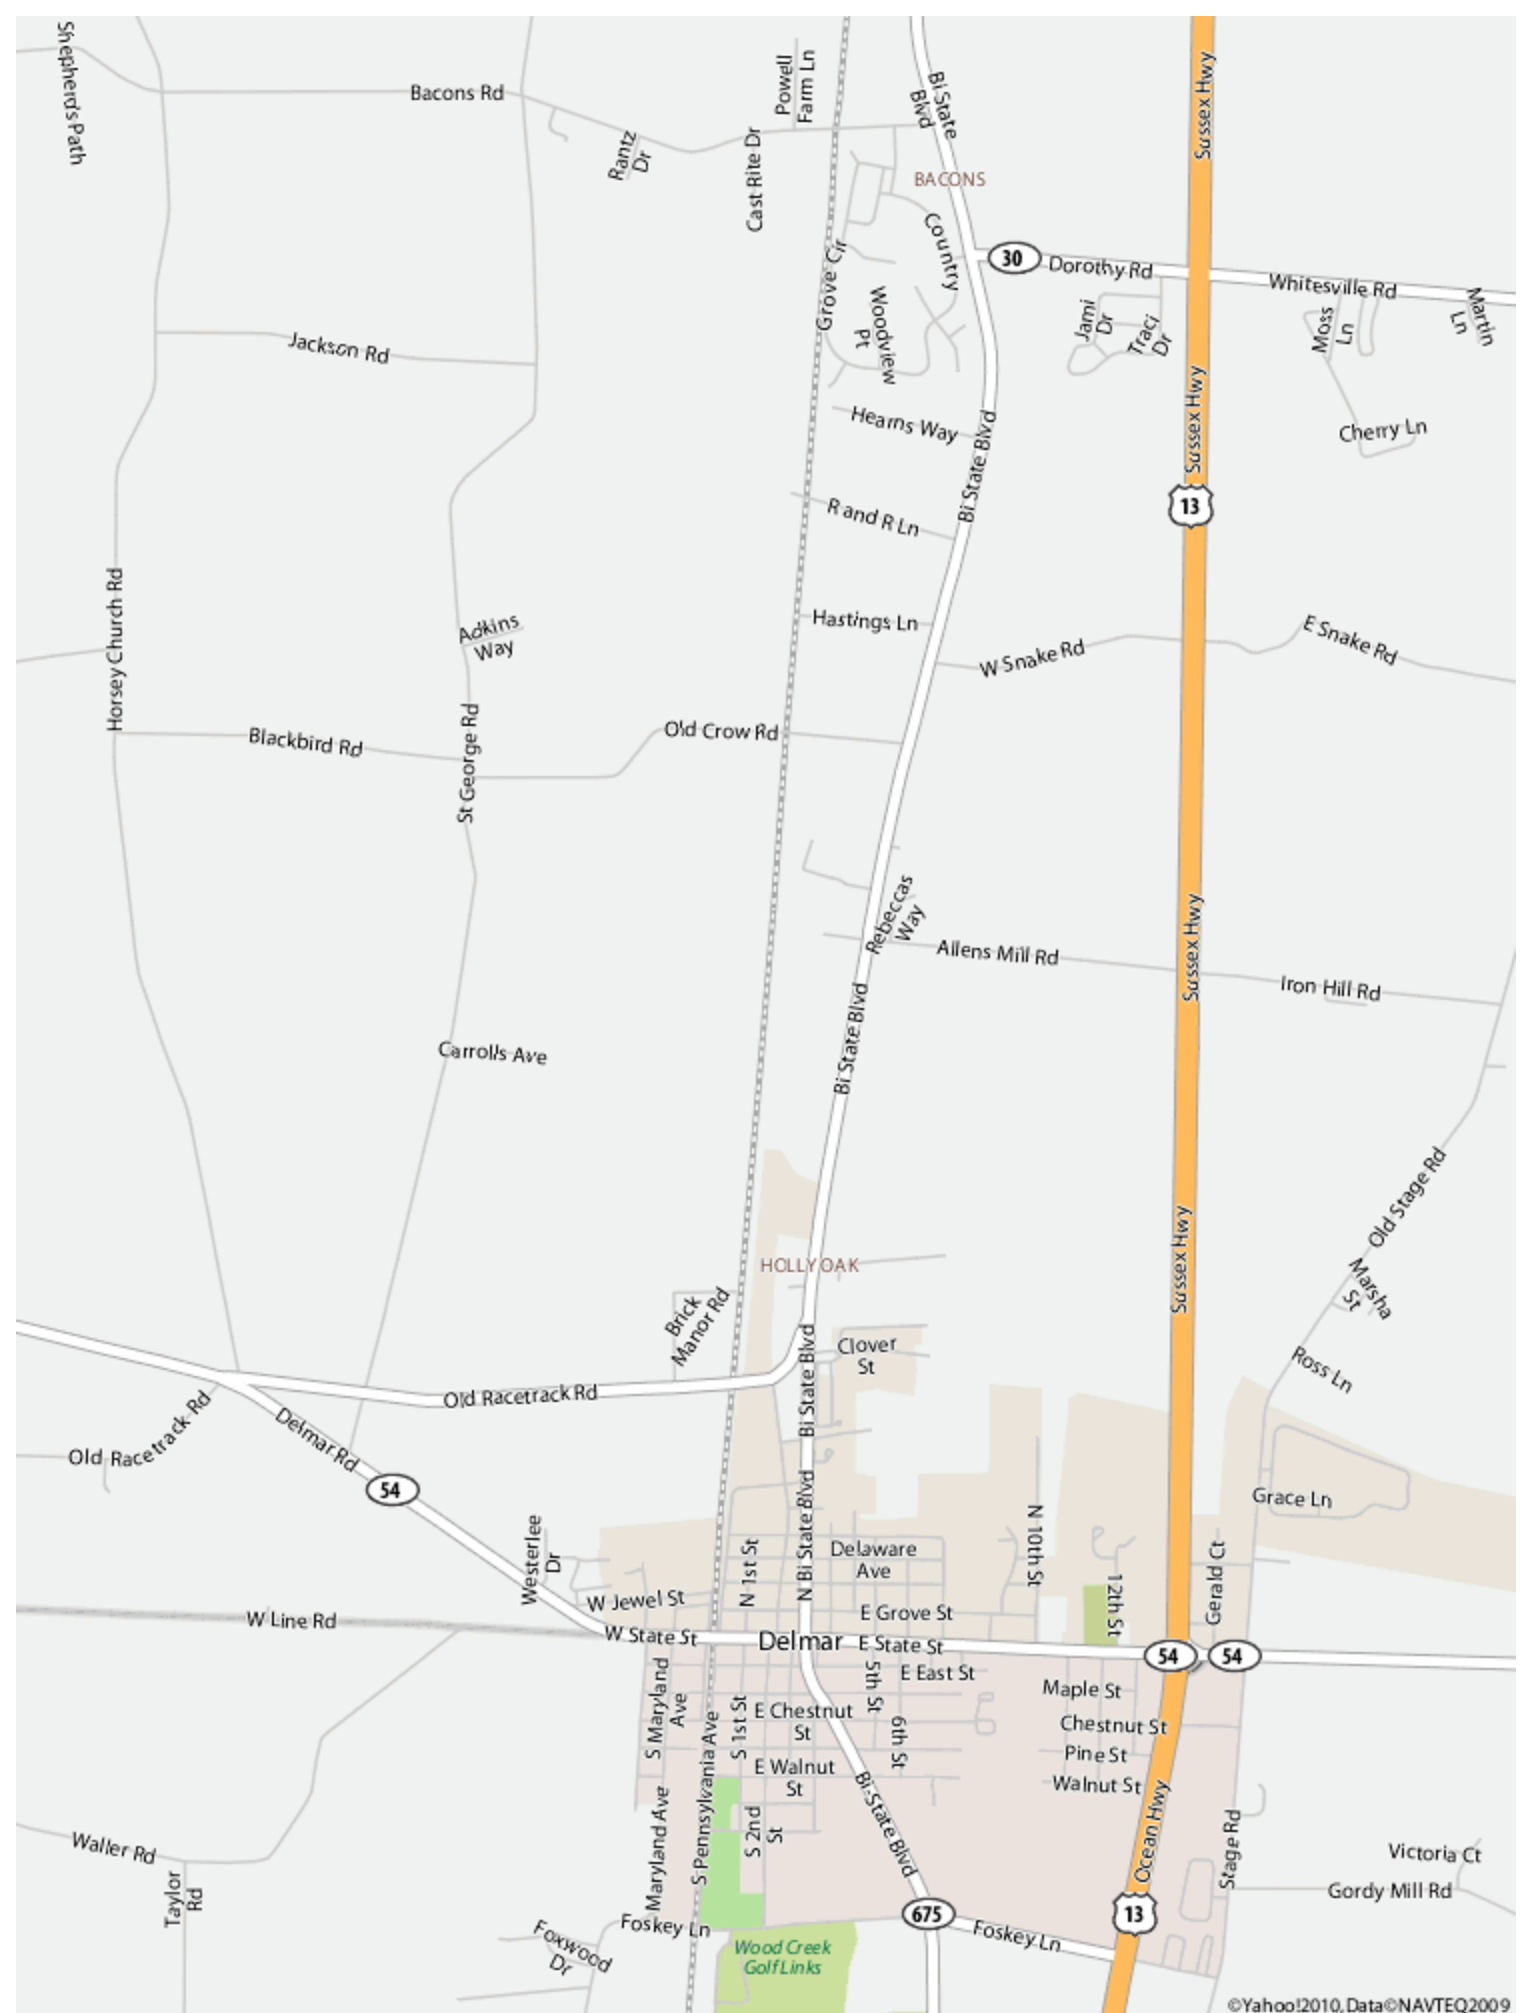 Shepherd's Path
Bacons Rd
Rantz
Dr
Cast Rite Dr
Powell
Farm Ln
Bi State
Blvd
Sussex Hwy
BACONS
Country
Grove Cir
Woodview
Pt
30
Dorothy Rd
Whitesville Rd
Jami
Dr
Traci
Dr
Moss
Ln
Martin
Ln
Jackson Rd
Hearns Way
Bi State Blvd
Sussex Hwy
Cherry Ln
13
R and R Ln
Horsey Church Rd
Adkins
Way
Hastings Ln
W Snake Rd
E Snake Rd
Blackbird Rd
St George Rd
Old Crow Rd
Rebeccas
Way
Allens Mill Rd
Sussex Hwy
Iron Hill Rd
Bi State Blvd
Carrolls Ave
Old Stage Rd
Sussex Hwy
HOLLY OAK
Marsha
St
Brick
Manor Rd
Clover
St
Ross Ln
Bi State Blvd
Old Racetrack Rd
Old Racetrack Rd
Delmar Rd
54
Grace Ln
Westerlee
Dr
N 1st St
N Bi State Blvd
Delaware
Ave
N 10th St
12th St
Gerald Ct
W Jewel St
E Grove St
W Line Rd
W State St
Delmar
E State St
54
54
E East St
5th St
Maple St
S Maryland
Ave
S Pennsylvania Ave
S 1st St
E Chestnut
St
6th St
Chestnut St
Pine St
E Walnut
St
Walnut St
Bi-State Blvd
Ocean Hwy
Maryland Ave
S 2nd
St
Stage Rd
Waller Rd
Taylor
Rd
Victoria Ct
Gordy Mill Rd
Foskey Ln
675
13
Foskey Ln
Foxwood
Dr
Wood Creek
Golf Links
©Yahoo!2010, Data©NAVTEQ2009